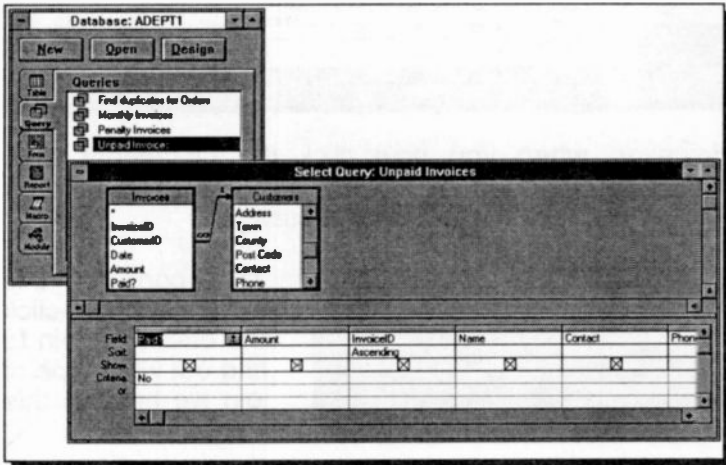 Database: ADEPT1
New Open Design
Table
Query
Form
Report
Macro
Module
Queries
Find duplicates for Orders
Monthly Invoices
Penalty Invoices
Unpaid Invoices
Select Query: Unpaid Invoices
Invoices
*
InvoiceID
CustomerID
Date
Amount
Paid?
Customers
Address
Town
County
Post Code
Contact
Phone
Field: Paid? Amount InvoiceID Name Contact Phon
Sort: Ascending
Show:
Criteria: No
or: